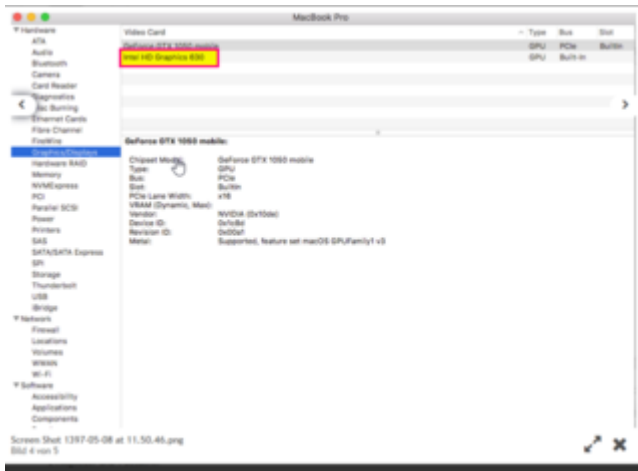 MacBook Pro
Hardware
ATA
Audio
Bluetooth
Camera
Card Reader
Diagnostics
Disc Burning
Ethernet Cards
Fibre Channel
FireWire
Graphics/Displays
Hardware RAID
Memory
NVMExpress
PCI
Parallel SCSI
Power
Printers
SAS
SATA/SATA Express
SPI
Storage
Thunderbolt
USB
iBridge
Network
Firewall
Locations
Volumes
WWAN
Wi-Fi
Software
Accessibility
Applications
Components
Video Card Type Bus Slot
GeForce GTX 1050 mobile GPU PCIe Builtin
Intel HD Graphics 630 GPU Built-In
GeForce GTX 1050 mobile:
Chipset Model: GeForce GTX 1050 mobile
Type: GPU
Bus: PCIe
Slot: Builtin
PCIe Lane Width: x16
VRAM (Dynamic, Max):
Vendor: NVIDIA (0x10de)
Device ID:
Revision ID: 0x00a1
Metal: Supported, feature set macOS GPUFamily1 v3
Screen Shot 1397-05-08 at 11.50.46.png
Bild 4 von 5